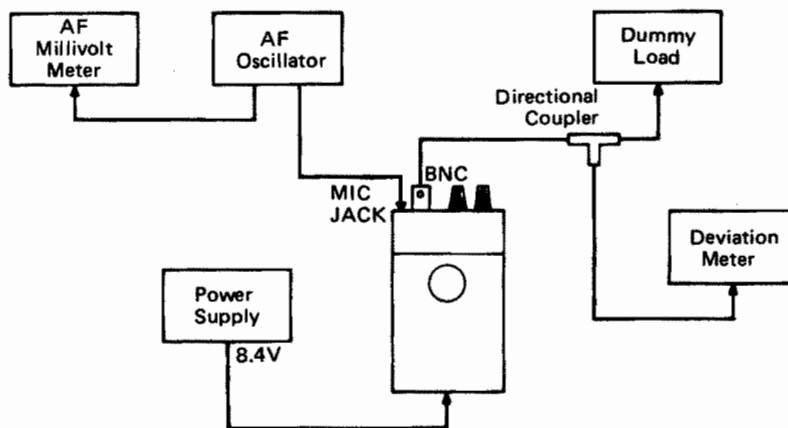 AF
Millivolt
Meter
AF
Oscillator
Dummy
Load
Directional
Coupler
BNC
MIC
JACK
Deviation
Meter
Power
Supply
8.4V